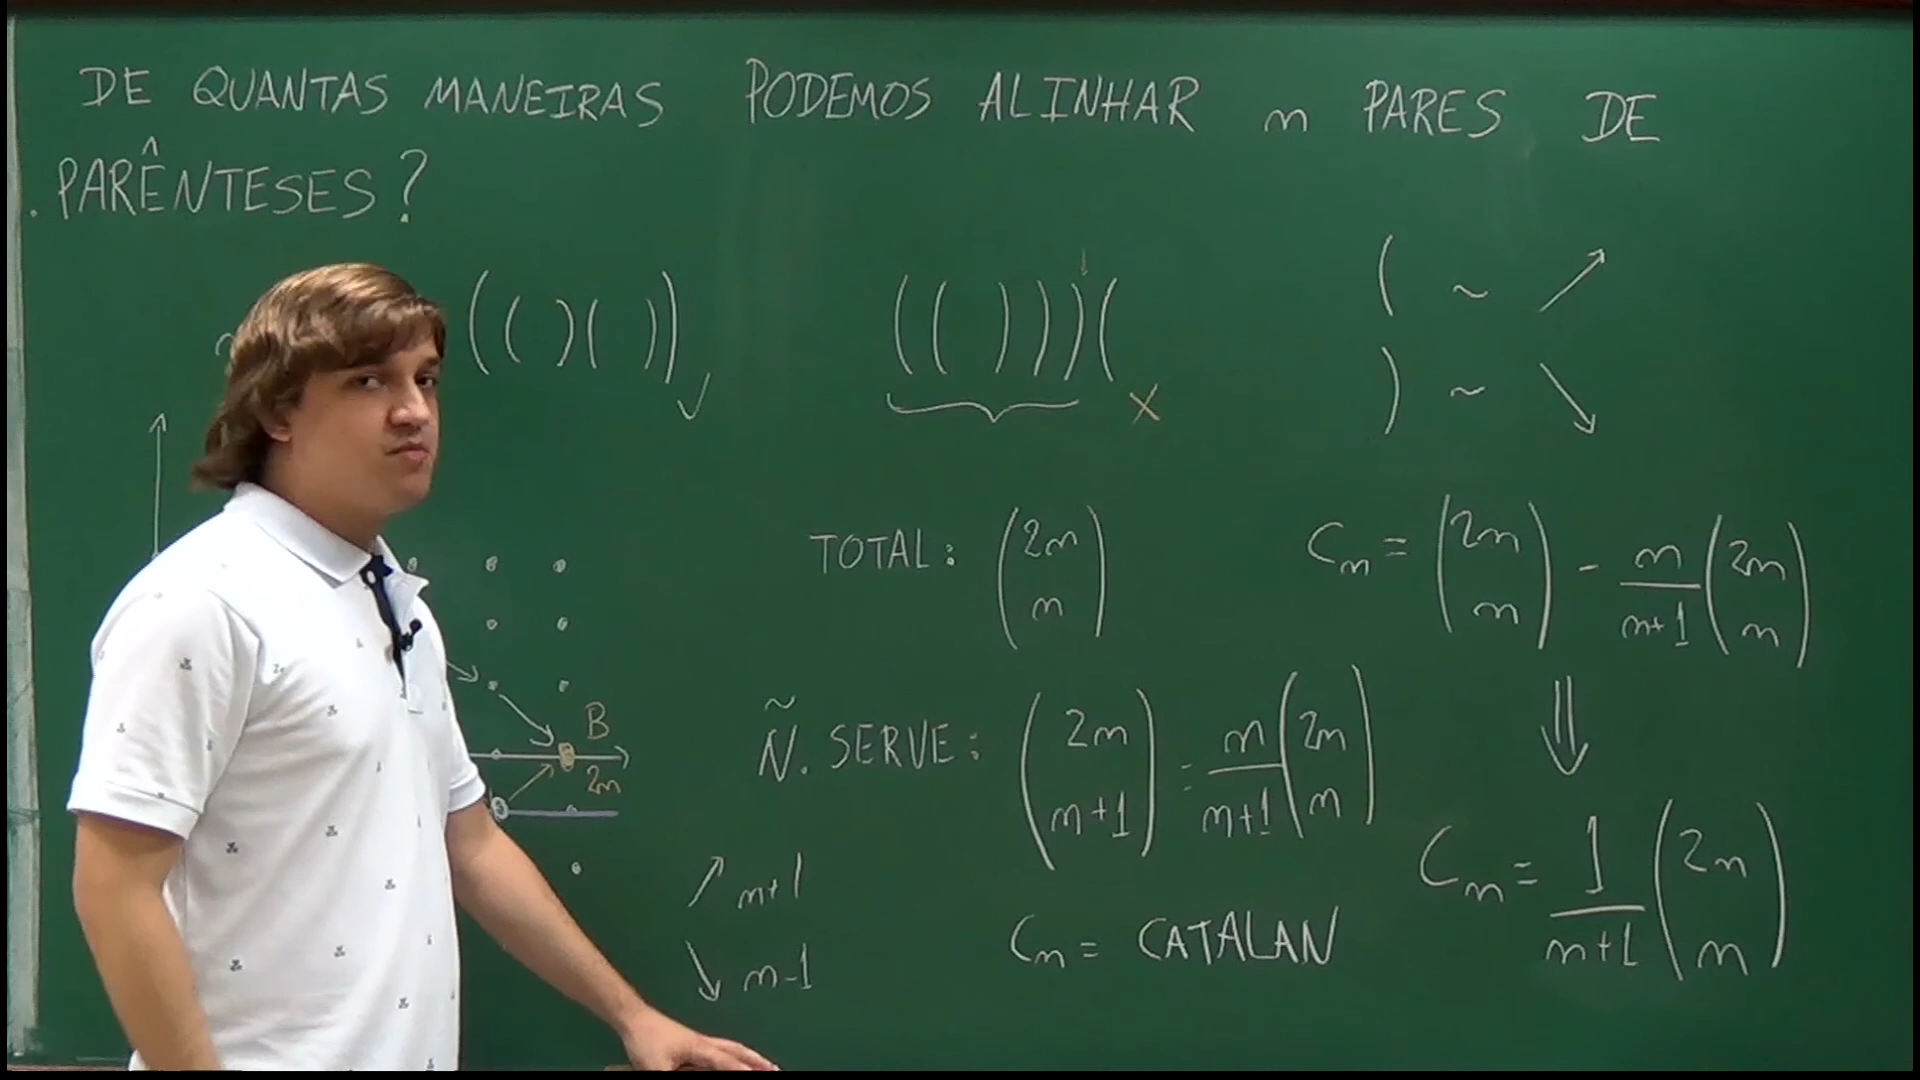 DE QUANTAS MANEIRAS PODEMOS ALINHAR n PARES DE
PARÊNTESES?
(()()) ✓
(()))( ×
( ~ ↗
) ~ ↘
TOTAL: (2n n)
Ñ. SERVE: (2n n+1) = n/(n+1) (2n n)
B
2n
↗ n+1
↘ n-1
Cn = (2n n) - n/(n+1) (2n n)
⇓
Cn = 1/(n+1) (2n n)
Cn = CATALAN